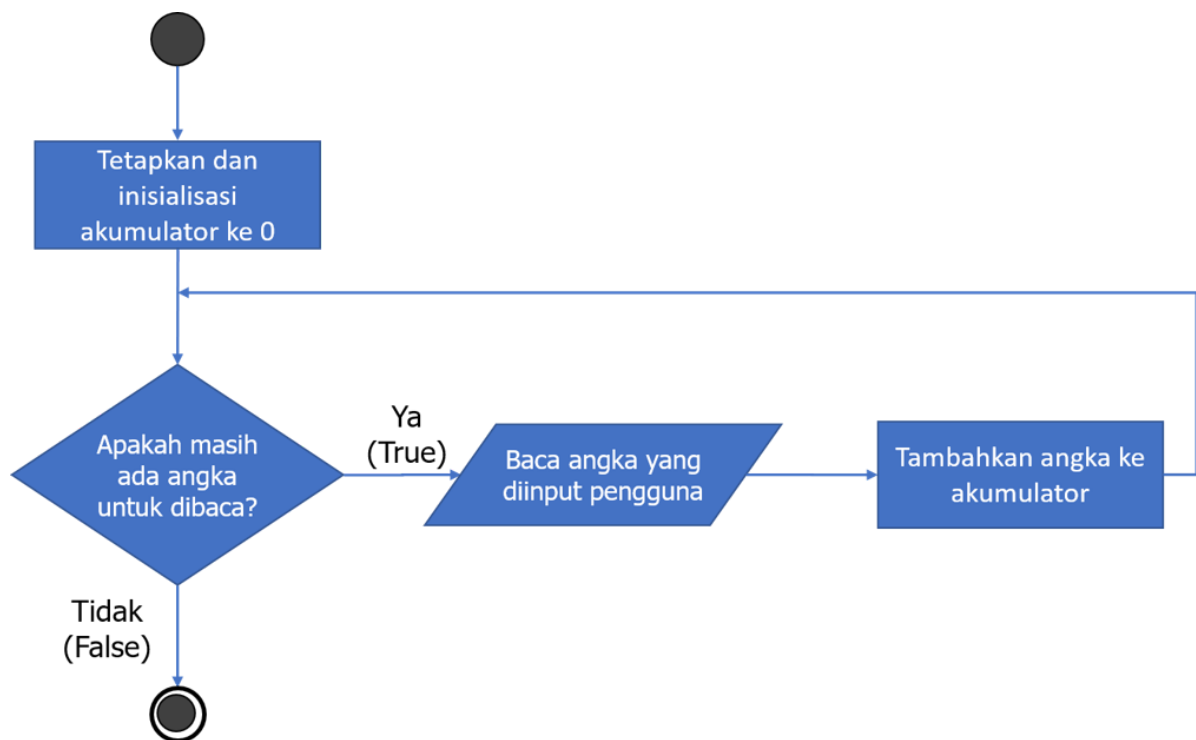 Tetapkan dan
inisialisasi
akumulator ke 0
Apakah masih
ada angka
untuk dibaca?
Ya
(True)
Baca angka yang
diinput pengguna
Tambahkan angka ke
akumulator
Tidak
(False)